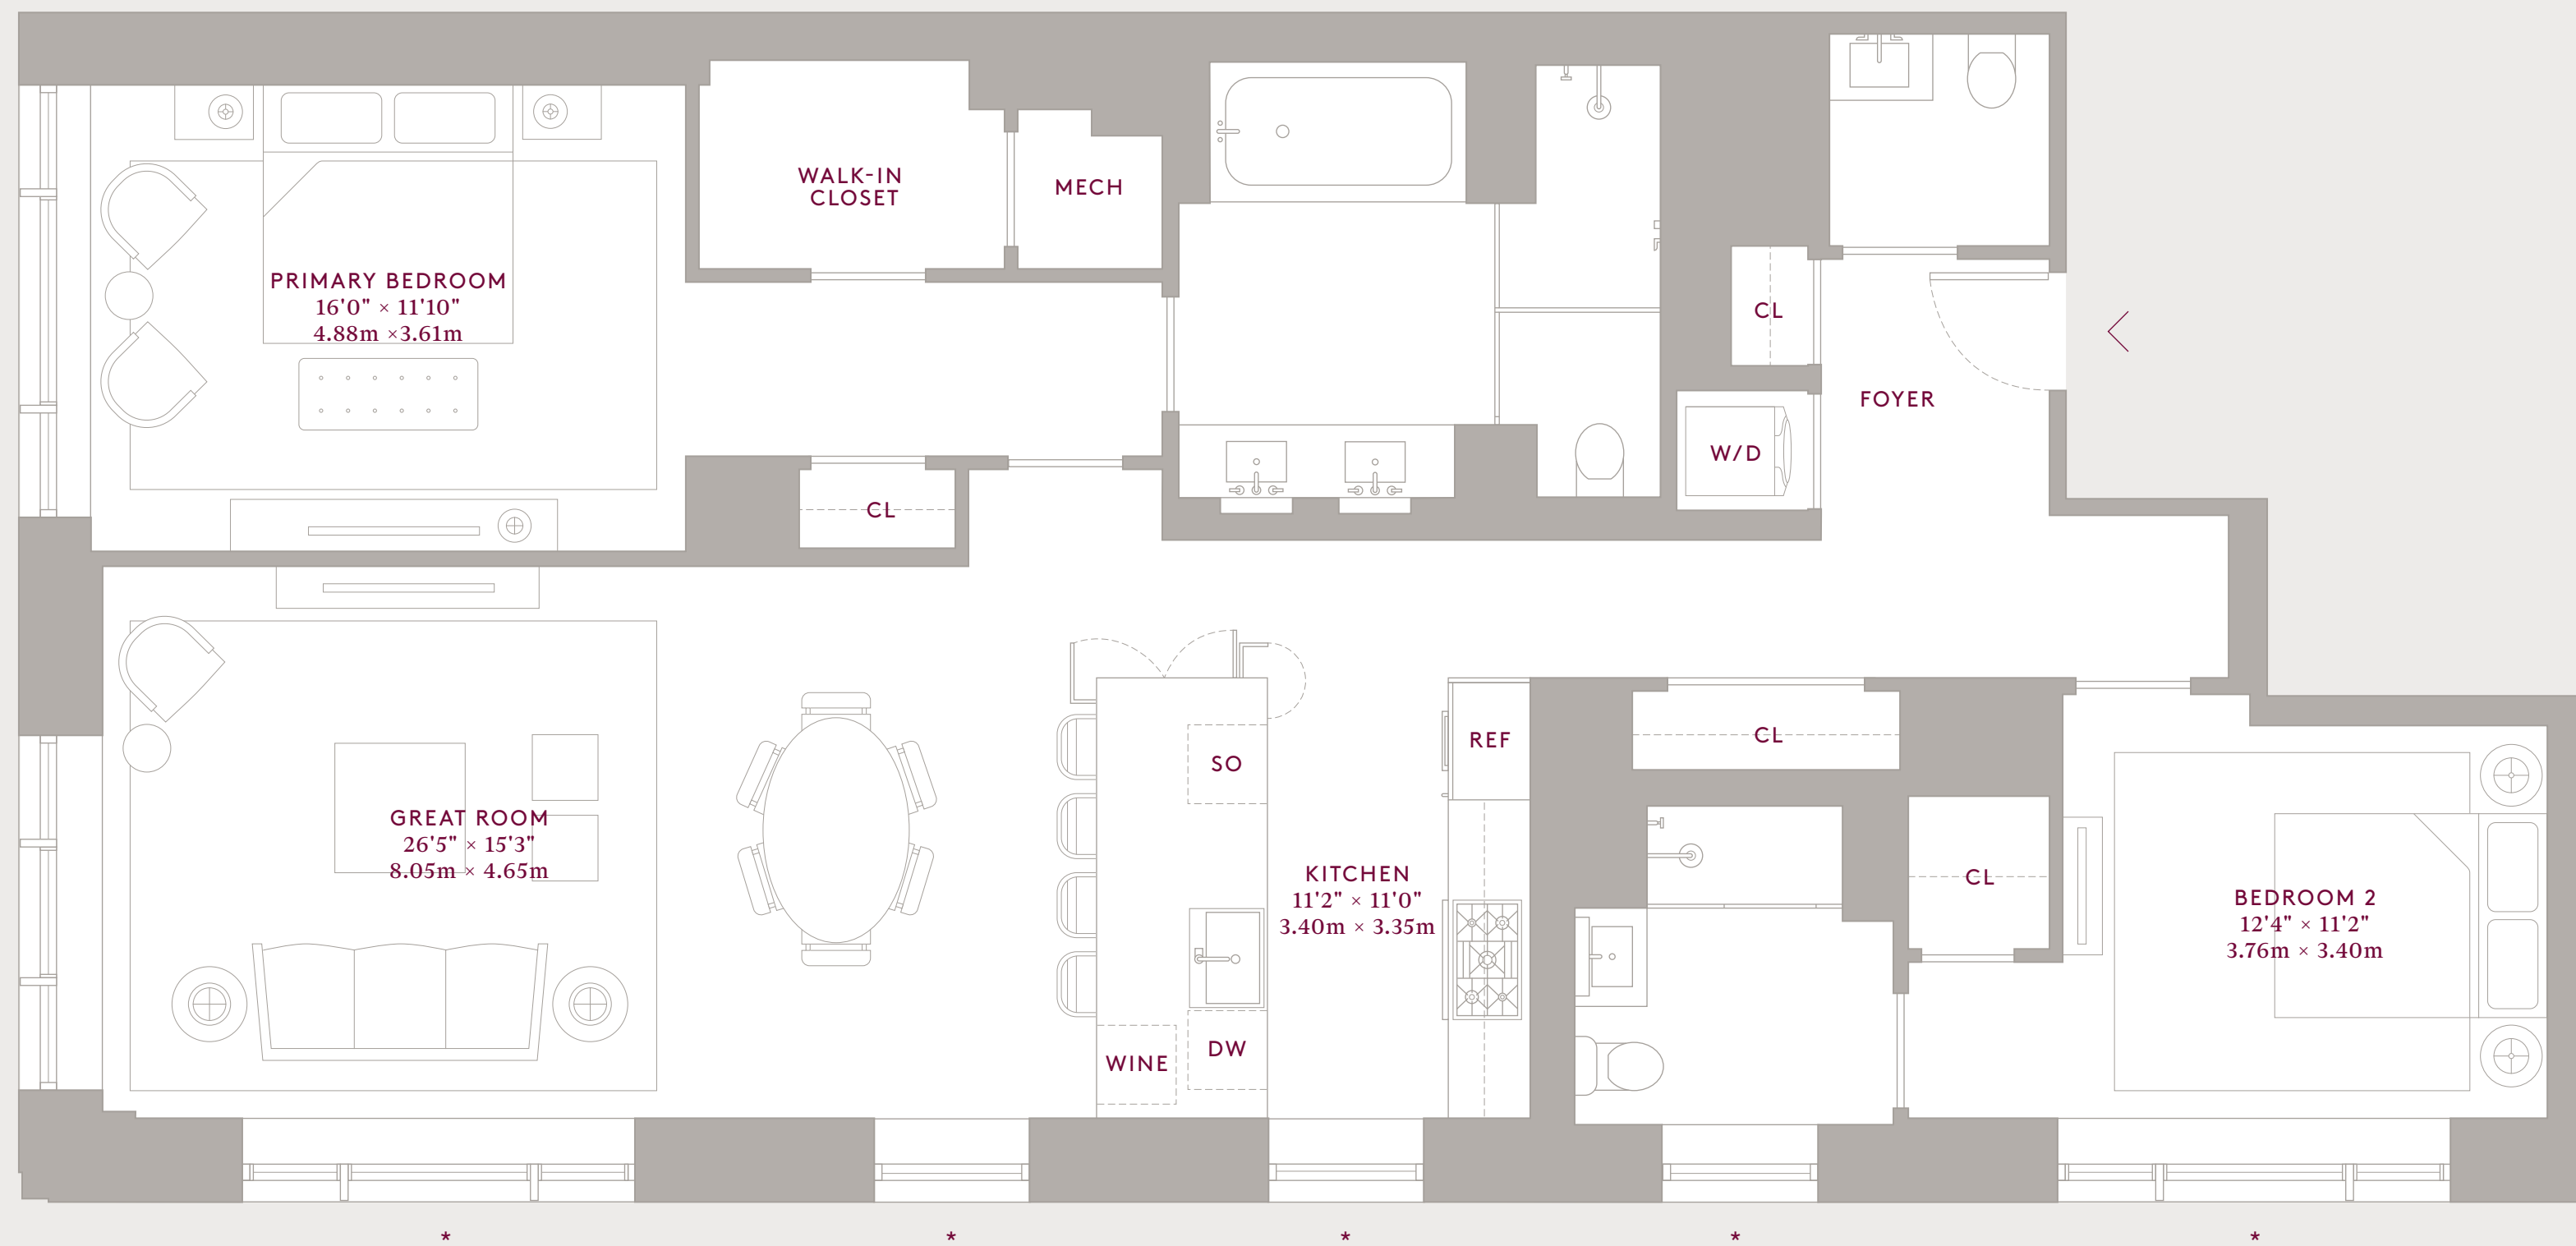 WALK-IN
CLOSET
MECH
PRIMARY BEDROOM
16'0" × 11'10"
4.88m ×3.61m
CL
FOYER
W/D
CL
CL
REF
SO
GREAT ROOM
26'5" × 15'3"
8.05m × 4.65m
KITCHEN
11'2" × 11'0"
3.40m × 3.35m
CL
BEDROOM 2
12'4" × 11'2"
3.76m × 3.40m
WINE
DW
* * * * *